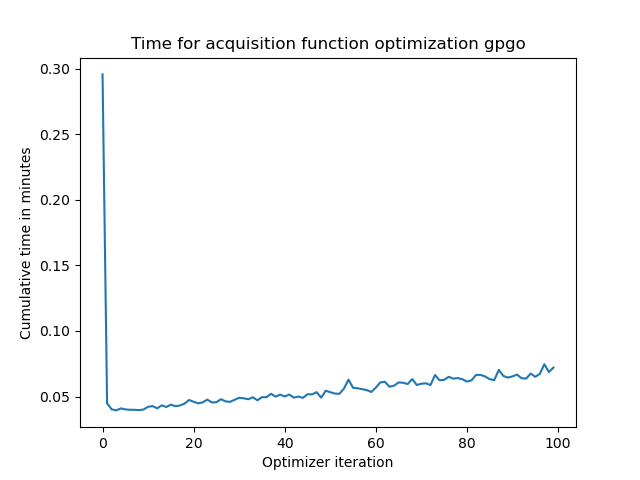 Time for acquisition function optimization gpgo
0.30
0.25
0.20
0.15
0.10
0.05
Cumulative time in minutes
0 20 40 60 80 100
Optimizer iteration